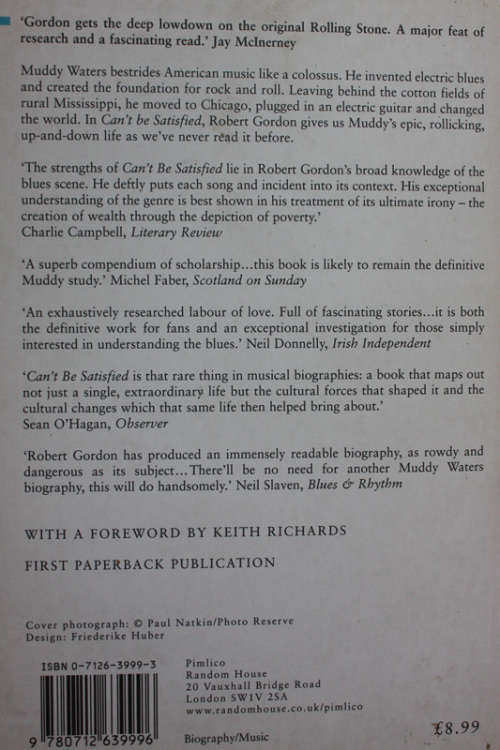 ‘Gordon gets the deep lowdown on the original Rolling Stone. A major feat of
research and a fascinating read.’ Jay McInerney
Muddy Waters bestrides American music like a colossus. He invented electric blues
and created the foundation for rock and roll. Leaving behind the cotton fields of
rural Mississippi, he moved to Chicago, plugged in an electric guitar and changed
the world. In Can't be Satisfied, Robert Gordon gives us Muddy's epic, rollicking,
up-and-down life as we've never read it before.
‘The strengths of Can't Be Satisfied lie in Robert Gordon's broad knowledge of the
blues scene. He deftly puts each song and incident into its context. His exceptional
understanding of the genre is best shown in his treatment of its ultimate irony – the
creation of wealth through the depiction of poverty.’
Charlie Campbell, Literary Review
‘A superb compendium of scholarship...this book is likely to remain the definitive
Muddy study.’ Michel Faber, Scotland on Sunday
‘An exhaustively researched labour of love. Full of fascinating stories...it is both
the definitive work for fans and an exceptional investigation for those simply
interested in understanding the blues.’ Neil Donnelly, Irish Independent
‘Can't Be Satisfied is that rare thing in musical biographies: a book that maps out
not just a single, extraordinary life but the cultural forces that shaped it and the
cultural changes which that same life then helped bring about.’
Sean O'Hagan, Observer
‘Robert Gordon has produced an immensely readable biography, as rowdy and
dangerous as its subject...There'll be no need for another Muddy Waters
biography, this will do handsomely.’ Neil Slaven, Blues & Rhythm
WITH A FOREWORD BY KEITH RICHARDS
FIRST PAPERBACK PUBLICATION
Cover photograph: © Paul Natkin/Photo Reserve
Design: Friederike Huber
ISBN 0-7126-3999-3
9 780712 639996
Pimlico
Random House
20 Vauxhall Bridge Road
London SW1V 2SA
www.randomhouse.co.uk/pimlico
Biography/Music
£8.99